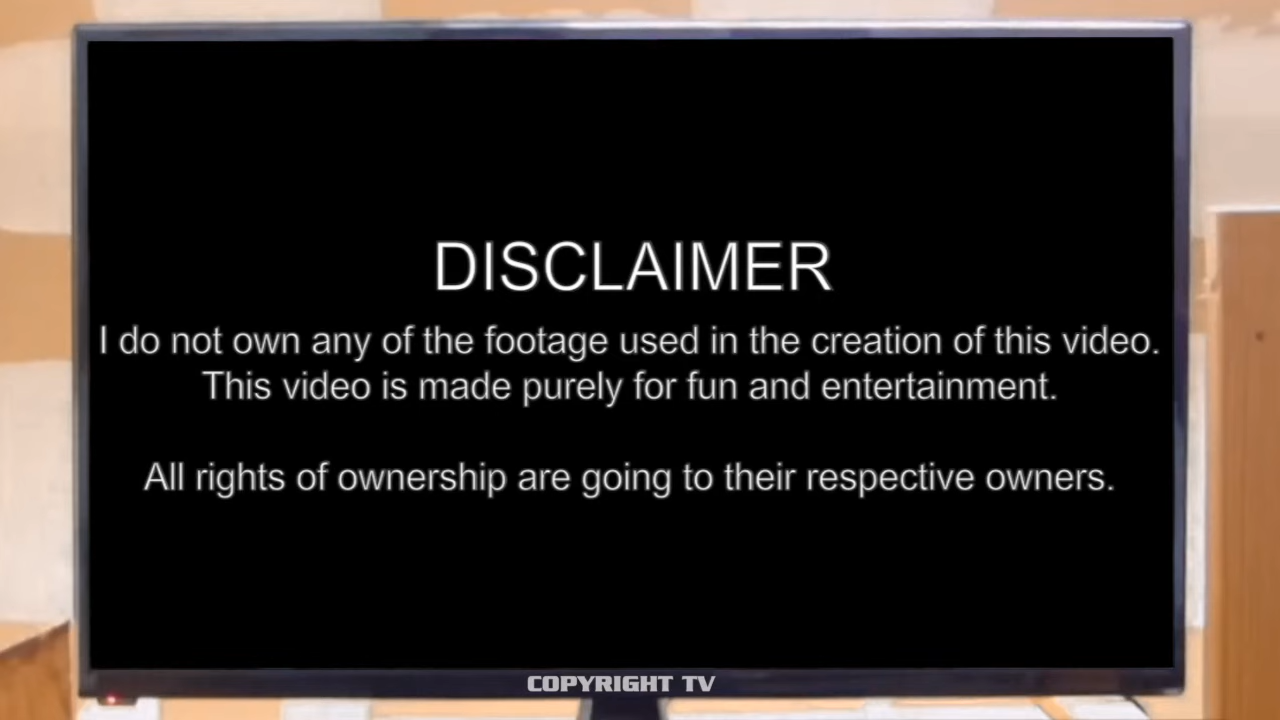 DISCLAIMER
I do not own any of the footage used in the creation of this video.
This video is made purely for fun and entertainment.
All rights of ownership are going to their respective owners.
COPYRIGHT TV